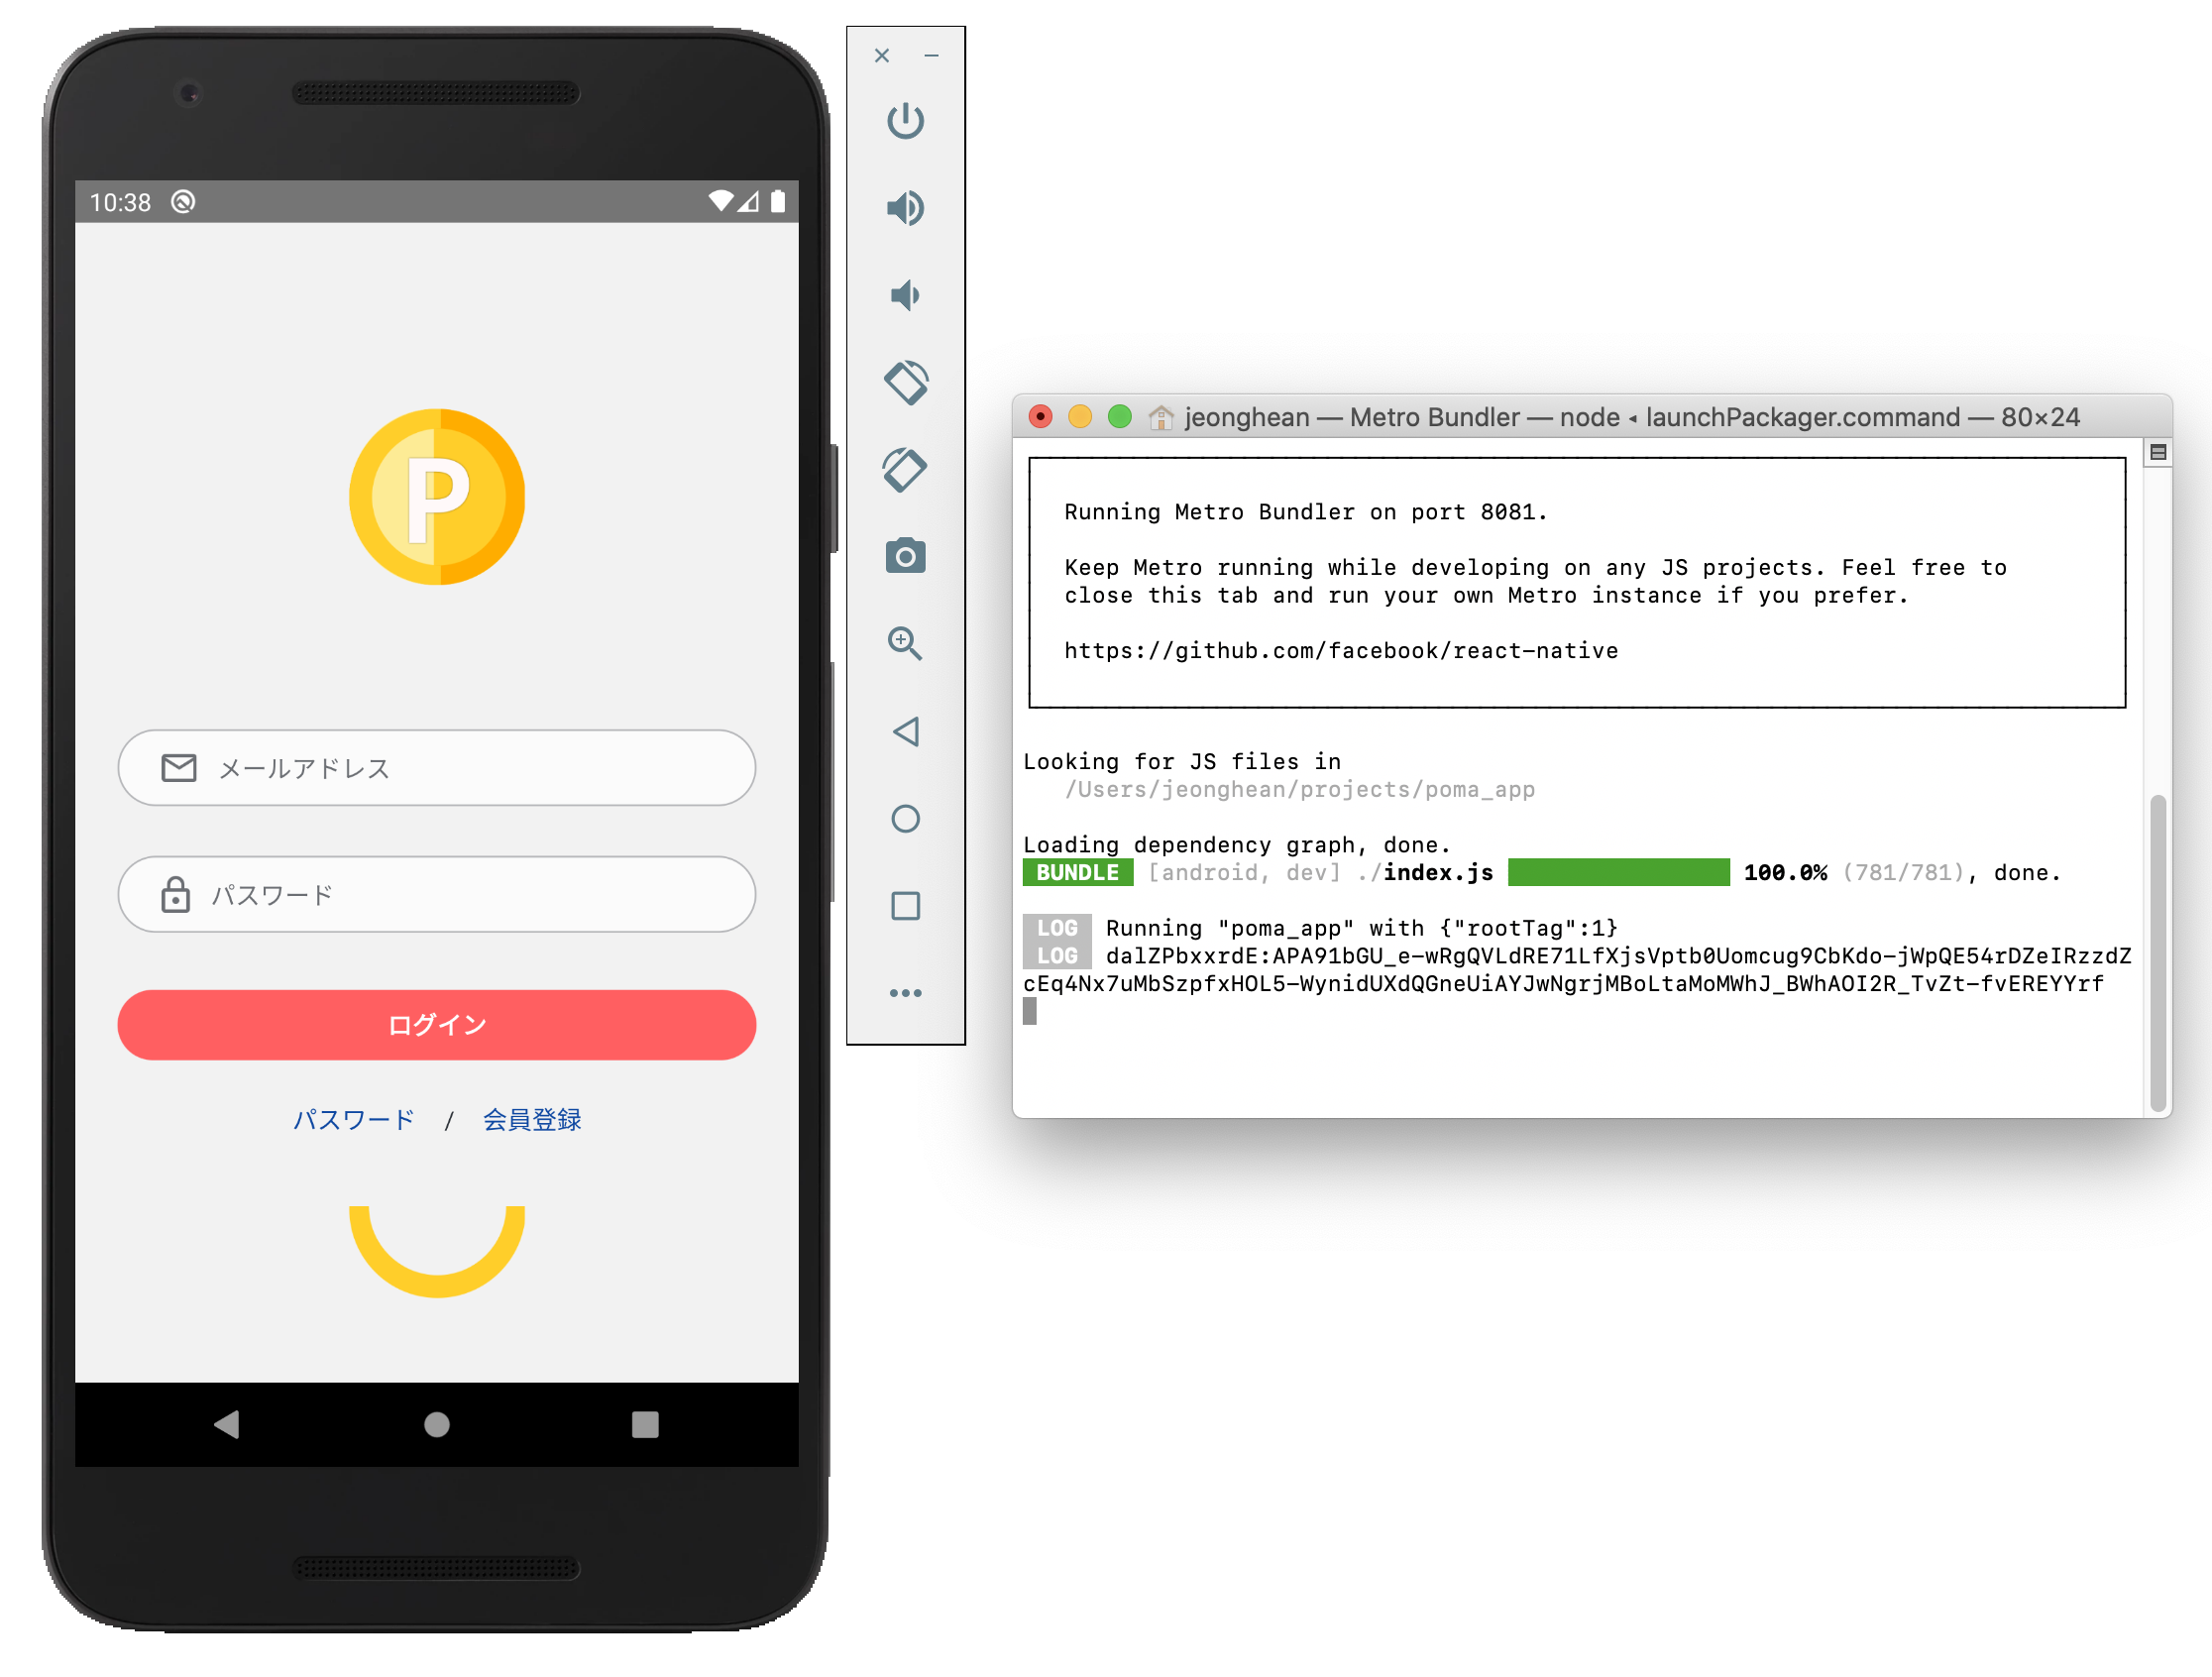 10:38
P
メールアドレス
パスワード
ログイン
パスワード / 会員登録
jeonghean — Metro Bundler — node ◂ launchPackager.command — 80×24
Running Metro Bundler on port 8081.
Keep Metro running while developing on any JS projects. Feel free to
close this tab and run your own Metro instance if you prefer.
https://github.com/facebook/react-native
Looking for JS files in
/Users/jeonghean/projects/poma_app
Loading dependency graph, done.
BUNDLE [android, dev] ./index.js 100.0% (781/781), done.
LOG Running "poma_app" with {"rootTag":1}
LOG dalZPbxxrdE:APA91bGU_e-wRgQVLdRE71LfXjsVptb0Uomcug9CbKdo-jWpQE54rDZeIRzzdZ
cEq4Nx7uMbSzpfxHOL5-WynidUXdQGneUiAYJwNgrjMBoLtaMoMWhJ_BWhAOI2R_TvZt-fvEREYYrf